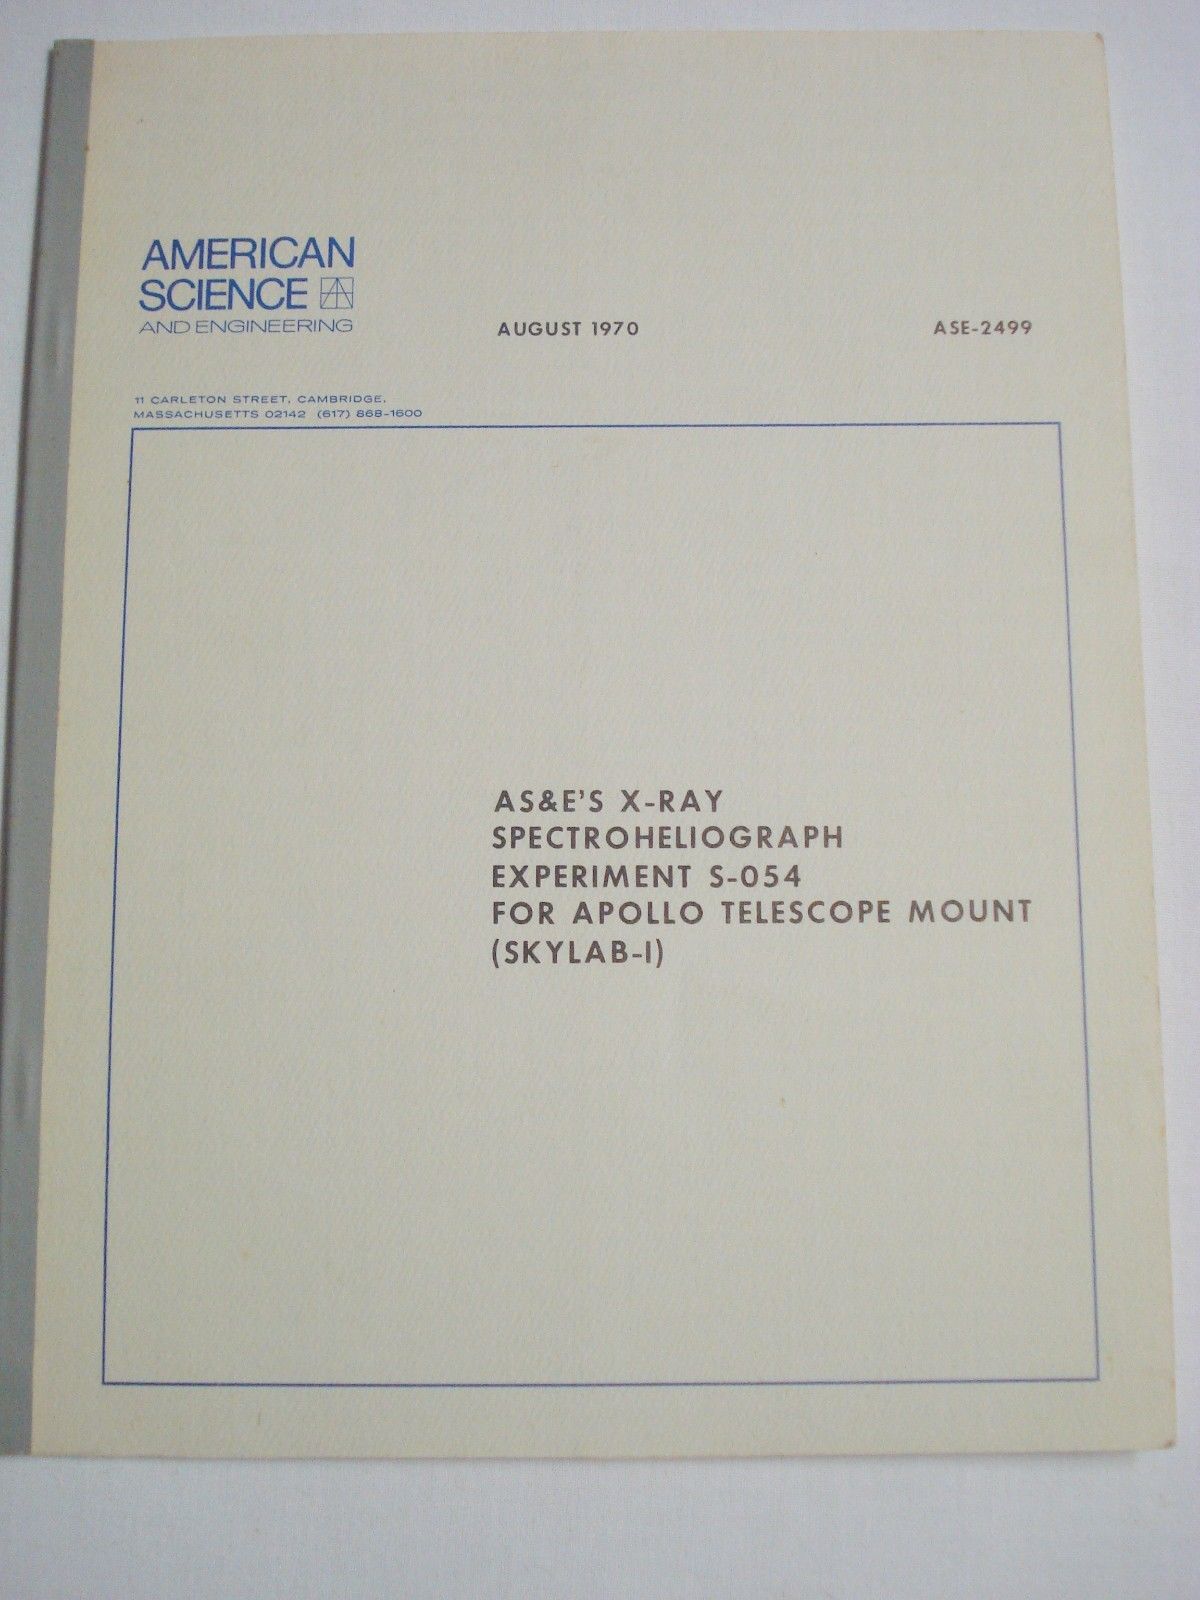 AMERICAN
SCIENCE
AND ENGINEERING
AUGUST 1970
ASE-2499
11 CARLETON STREET, CAMBRIDGE,
MASSACHUSETTS 02142 (617) 868-1600
AS&E'S X-RAY
SPECTROHELIOGRAPH
EXPERIMENT S-054
FOR APOLLO TELESCOPE MOUNT
(SKYLAB-I)